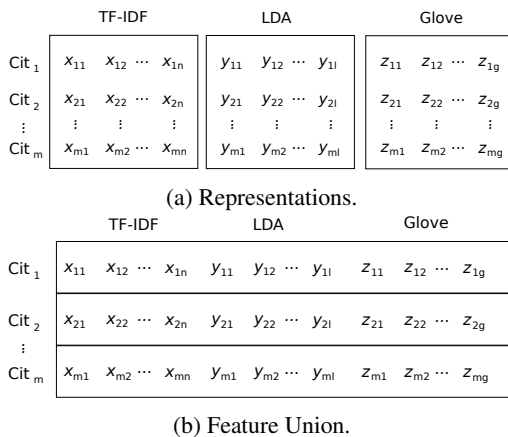 TF-IDF LDA Glove
Cit 1 x11 x12 ⋯ x1n y11 y12 ⋯ y1l z11 z12 ⋯ z1g
Cit 2 x21 x22 ⋯ x2n y21 y22 ⋯ y2l z21 z22 ⋯ z2g
⋮ ⋮ ⋮ ⋮ ⋮ ⋮ ⋮ ⋮ ⋮ ⋮
Cit m xm1 xm2 ⋯ xmn ym1 ym2 ⋯ yml zm1 zm2 ⋯ zmg
(a) Representations.
TF-IDF LDA Glove
Cit 1 x11 x12 ⋯ x1n y11 y12 ⋯ y1l z11 z12 ⋯ z1g
Cit 2 x21 x22 ⋯ x2n y21 y22 ⋯ y2l z21 z22 ⋯ z2g
⋮
Cit m xm1 xm2 ⋯ xmn ym1 ym2 ⋯ yml zm1 zm2 ⋯ zmg
(b) Feature Union.